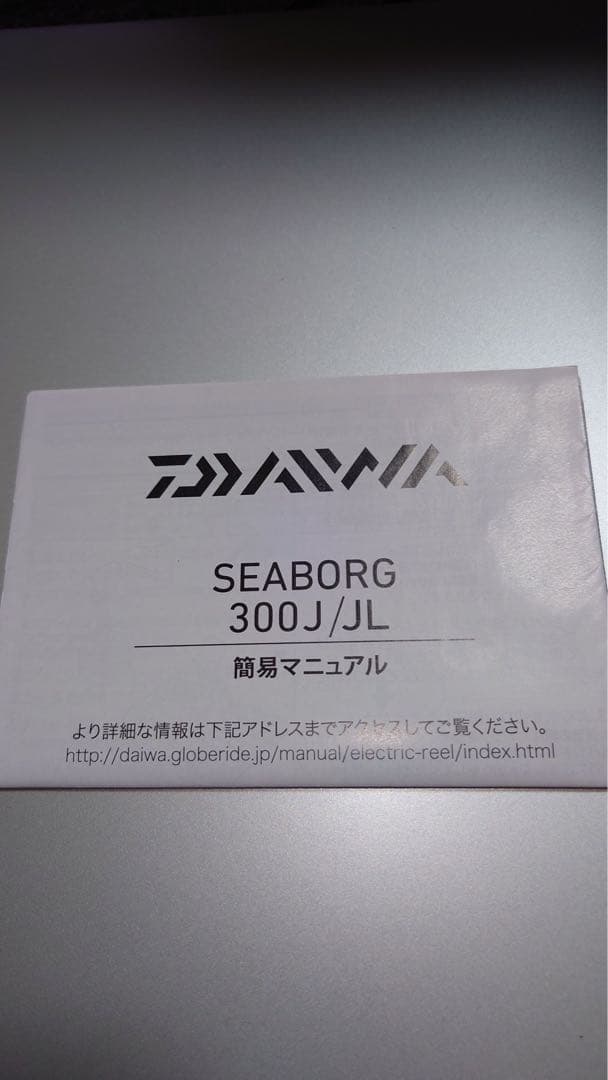 DAIWA
SEABORG
300J/JL
簡易マニュアル
より詳細な情報は下記アドレスまでアクセスしてご覧ください。
http://daiwa.globeride.jp/manual/electric-reel/index.html